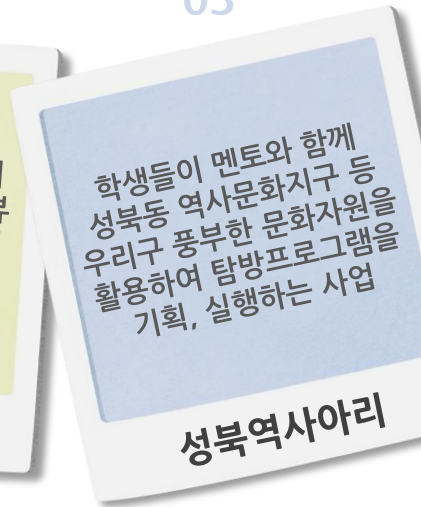 03
학생들이 멘토와 함께
성북동 역사문화지구 등
우리구 풍부한 문화자원을
활용하여 탐방프로그램을
기획, 실행하는 사업
성북역사아리